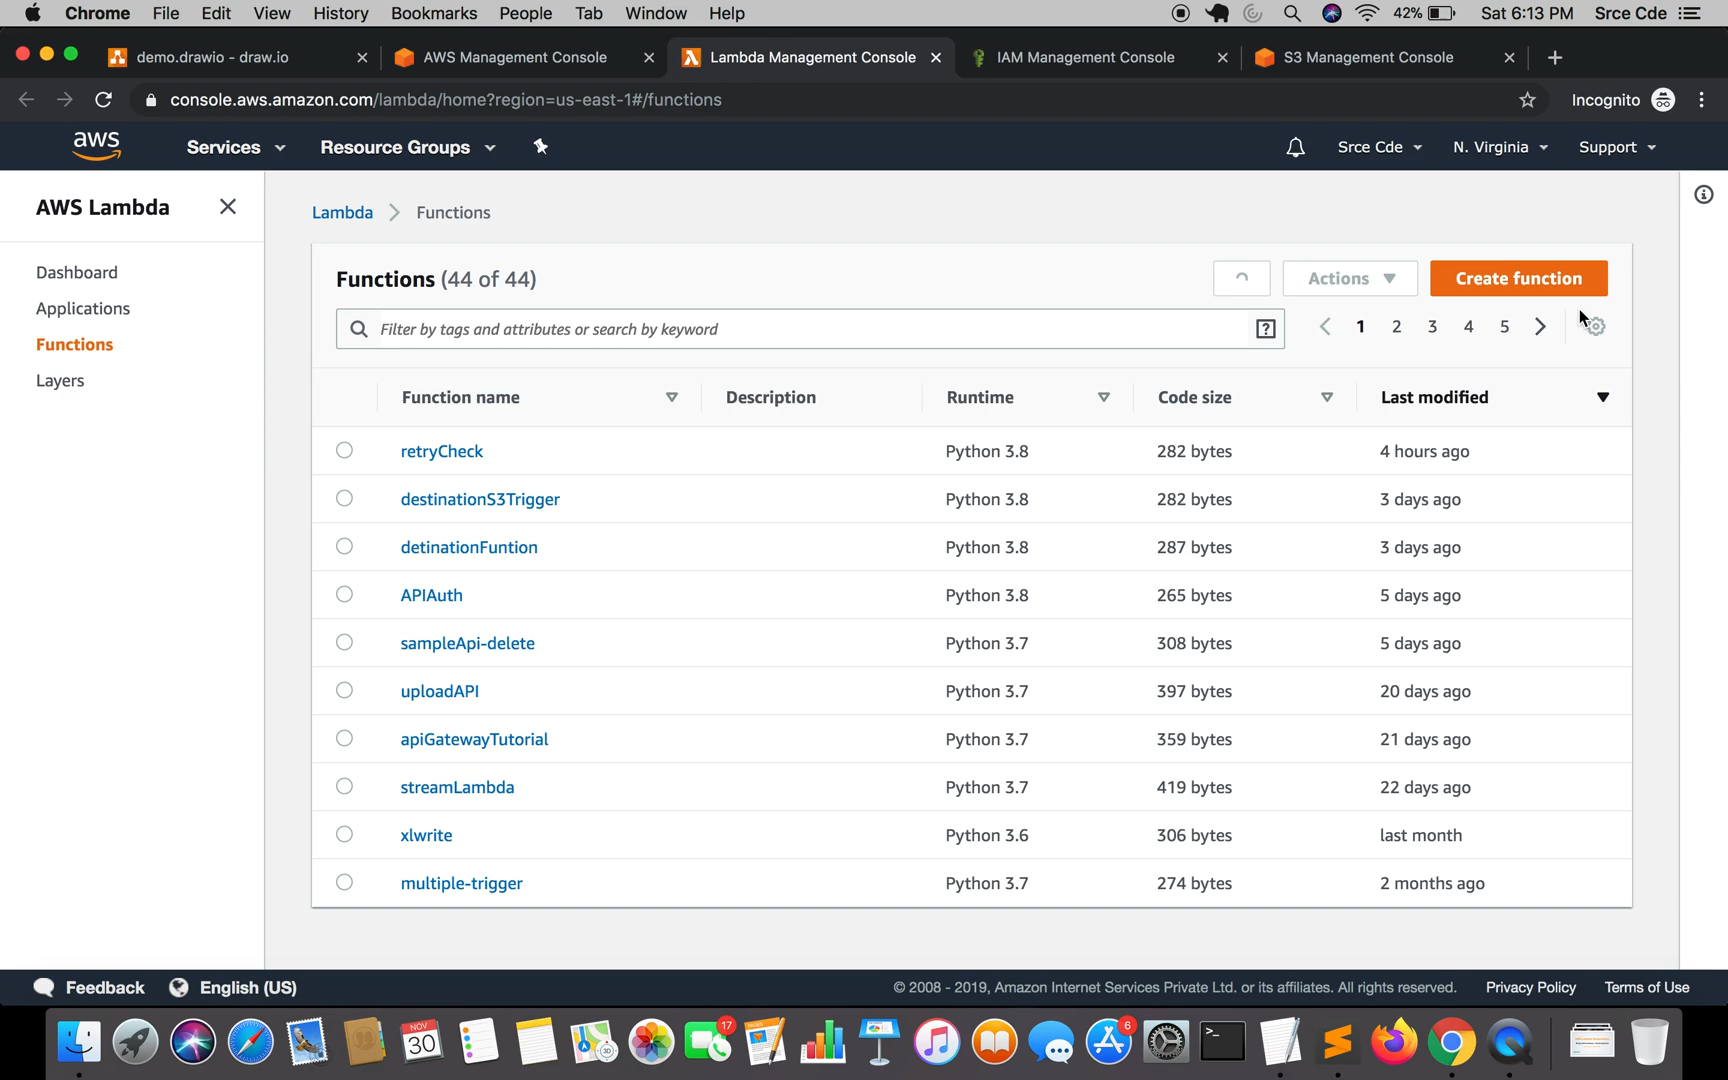 Chrome File Edit View History Bookmarks People Tab Window Help 42% Sat 6:13 PM Srce Cde
demo.drawio - draw.io AWS Management Console Lambda Management Console IAM Management Console S3 Management Console
console.aws.amazon.com/lambda/home?region=us-east-1#/functions Incognito
aws Services Resource Groups Srce Cde N. Virginia Support
AWS Lambda
Dashboard
Applications
Functions
Layers
Lambda Functions
Functions (44 of 44) Actions Create function
Filter by tags and attributes or search by keyword ? 1 2 3 4 5
Function name Description Runtime Code size Last modified
retryCheck Python 3.8 282 bytes 4 hours ago
destinationS3Trigger Python 3.8 282 bytes 3 days ago
detinationFuntion Python 3.8 287 bytes 3 days ago
APIAuth Python 3.8 265 bytes 5 days ago
sampleApi-delete Python 3.7 308 bytes 5 days ago
uploadAPI Python 3.7 397 bytes 20 days ago
apiGatewayTutorial Python 3.7 359 bytes 21 days ago
streamLambda Python 3.7 419 bytes 22 days ago
xlwrite Python 3.6 306 bytes last month
multiple-trigger Python 3.7 274 bytes 2 months ago
Feedback English (US) © 2008 - 2019, Amazon Internet Services Private Ltd. or its affiliates. All rights reserved. Privacy Policy Terms of Use
NOV
30
17
6